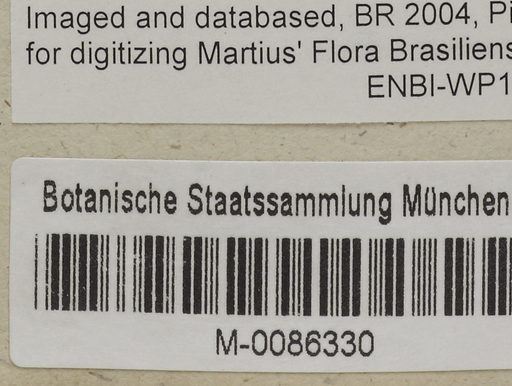 Imaged and databased, BR 2004, Pi
for digitizing Martius' Flora Brasiliens
ENBI-WP1
Botanische Staatssammlung München
M-0086330